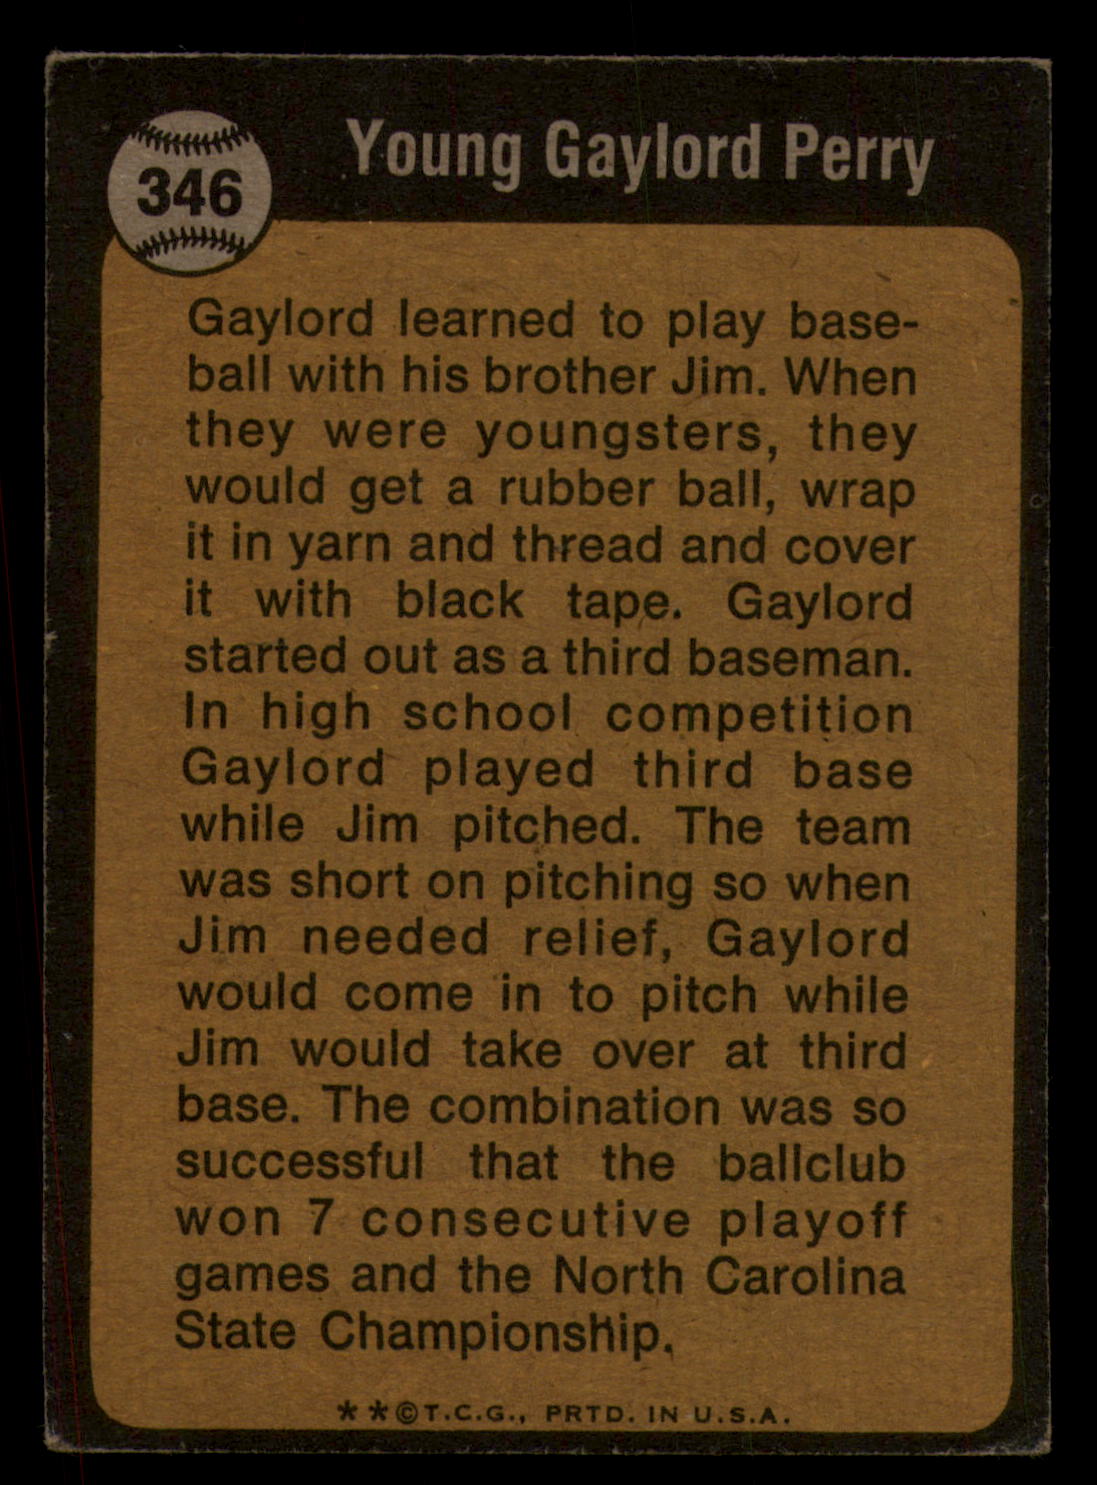 346
Young Gaylord Perry
Gaylord learned to play base-
ball with his brother Jim. When
they were youngsters, they
would get a rubber ball, wrap
it in yarn and thread and cover
it with black tape. Gaylord
started out as a third baseman.
In high school competition
Gaylord played third base
while Jim pitched. The team
was short on pitching so when
Jim needed relief, Gaylord
would come in to pitch while
Jim would take over at third
base. The combination was so
successful that the ballclub
won 7 consecutive playoff
games and the North Carolina
State Championship.
**©T.C.G., PRTD. IN U.S.A.